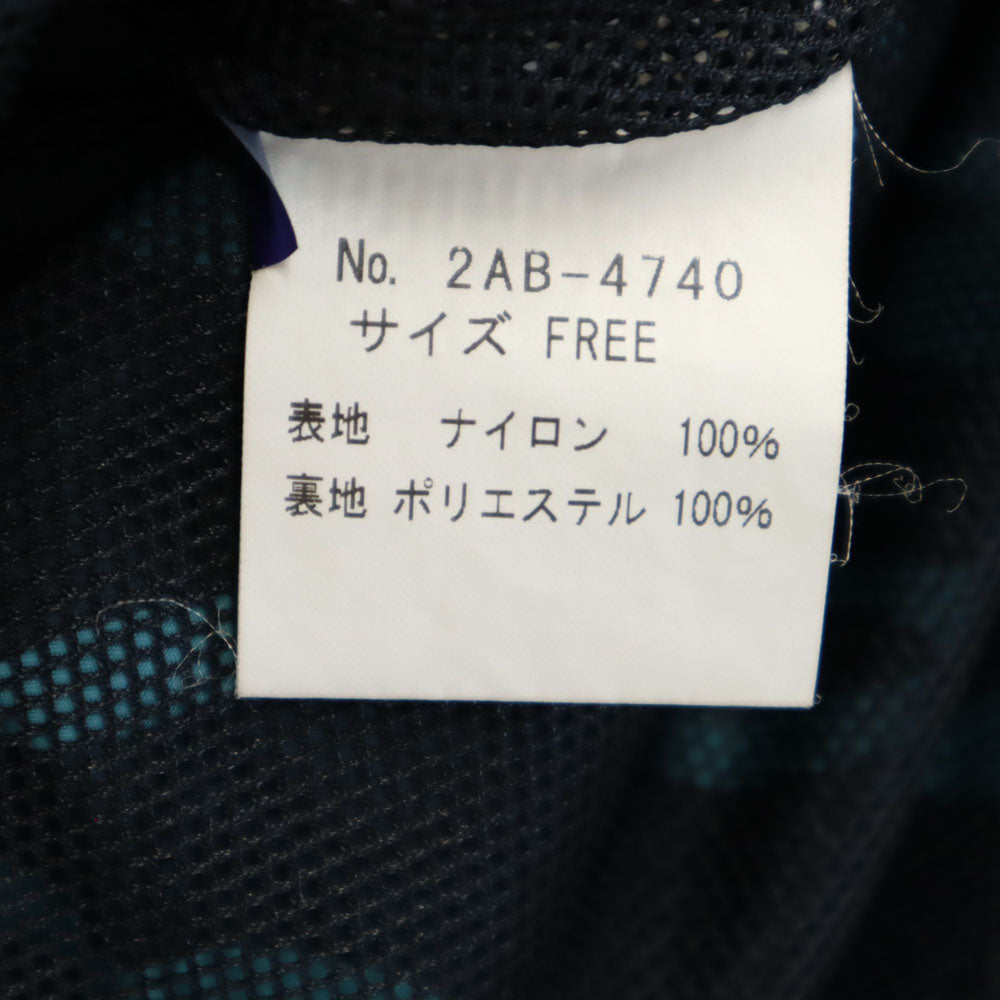 No. 2AB-4740
サイズ FREE
表地 ナイロン 100%
裏地 ポリエステル 100%